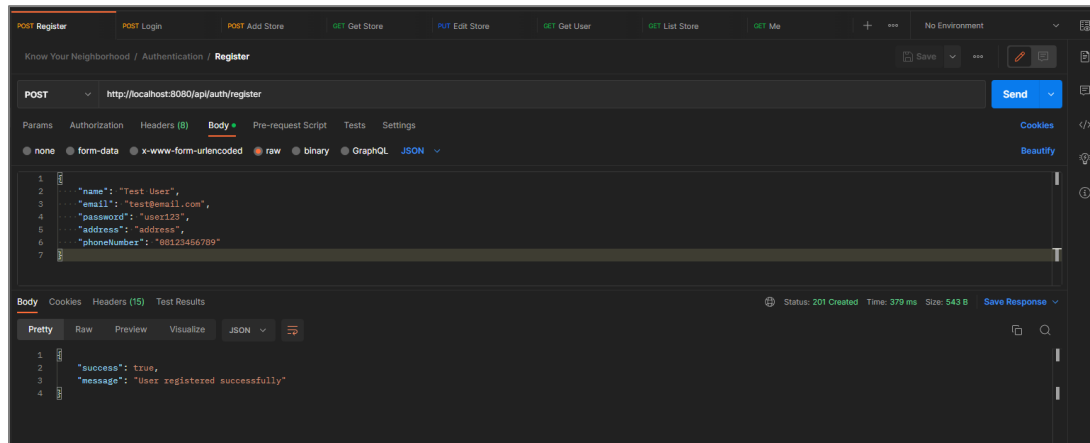 POST Register POST Login POST Add Store GET Get Store PUT Edit Store GET Get User GET List Store GET Me + ooo No Environment
Know Your Neighborhood / Authentication / Register Save ooo
POST http://localhost:8080/api/auth/register Send
Params Authorization Headers (8) Body Pre-request Script Tests Settings Cookies
none form-data x-www-form-urlencoded raw binary GraphQL JSON Beautify
1 {
2 "name": "Test User",
3 "email": "test@email.com",
4 "password": "user123",
5 "address": "address",
6 "phoneNumber": "08123456789"
7 }
Body Cookies Headers (15) Test Results Status: 201 Created Time: 379 ms Size: 543 B Save Response
Pretty Raw Preview Visualize JSON
1 {
2 "success": true,
3 "message": "User registered successfully"
4 }